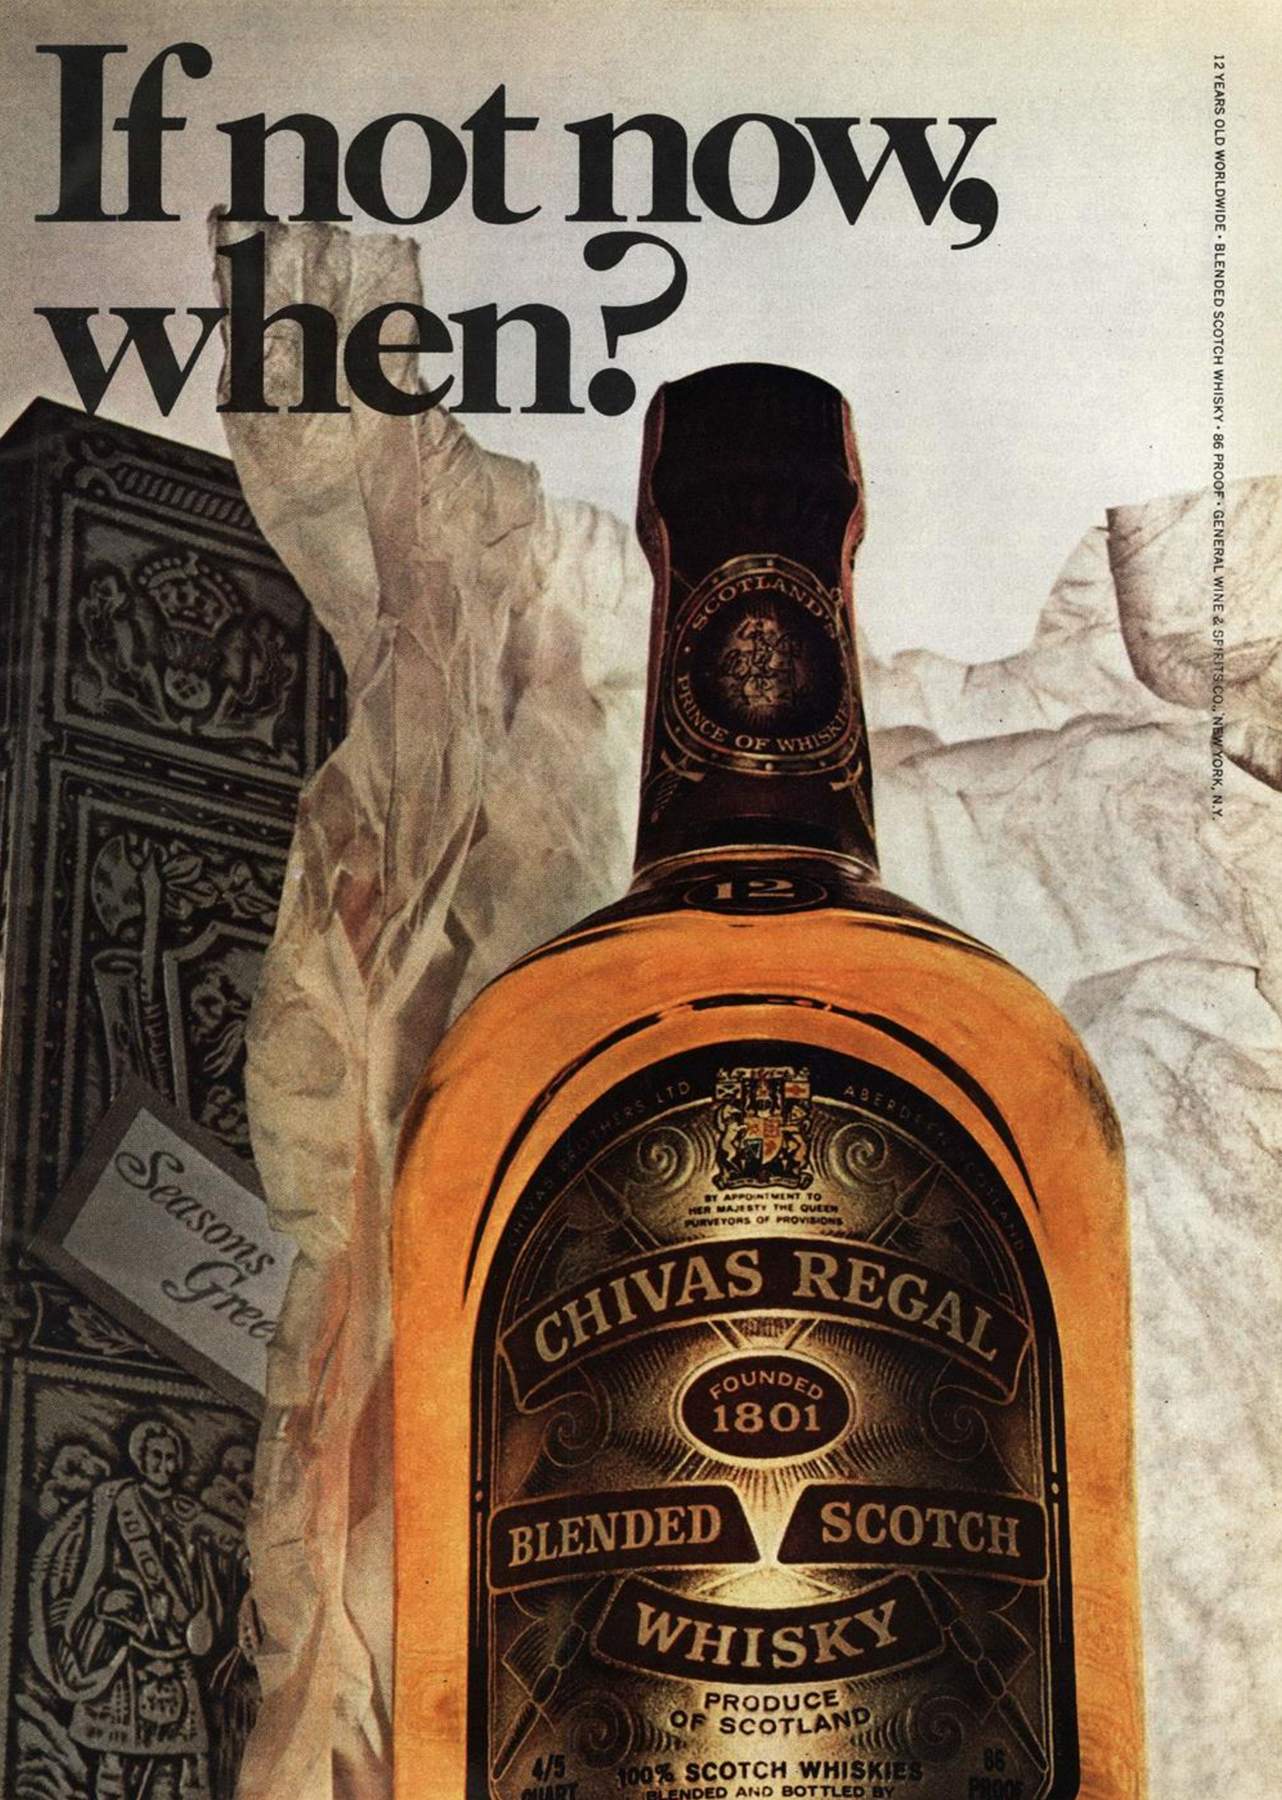 If not now,
when?
12 YEARS OLD WORLDWIDE • BLENDED SCOTCH WHISKY • 86 PROOF • GENERAL WINE & SPIRITS CO., NEW YORK, N.Y.
SCOTLAND'S
PRINCE OF WHISKIES
12
CHIVAS BROTHERS LTD ABERDEEN SCOTLAND
BY APPOINTMENT TO
HER MAJESTY THE QUEEN
PURVEYORS OF PROVISIONS
CHIVAS REGAL
FOUNDED
1801
BLENDED SCOTCH
WHISKY
PRODUCE
OF SCOTLAND
4/5
QUART
100% SCOTCH WHISKIES
BLENDED AND BOTTLED BY
86
PROOF
Seasons
Gree